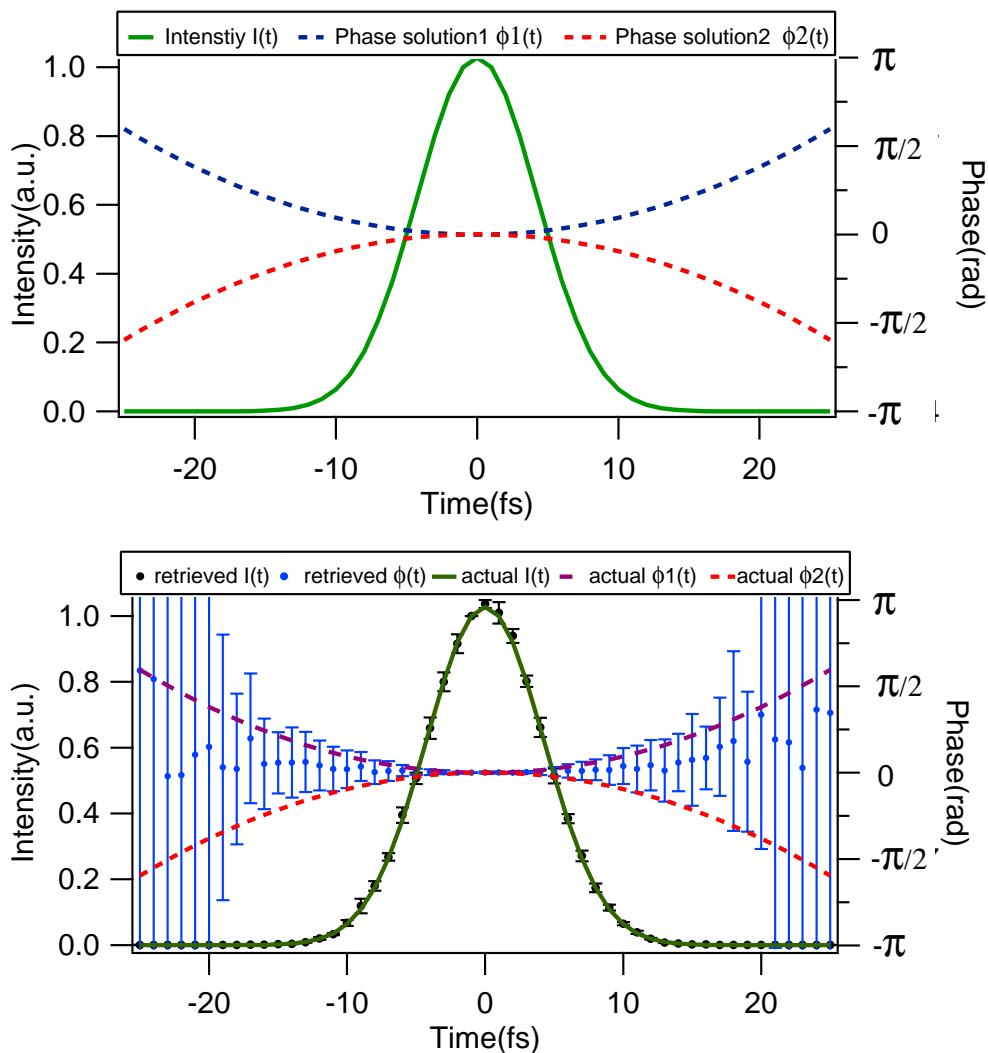 Intenstiy I(t) Phase solution1 ϕ1(t) Phase solution2 ϕ2(t)
1.0
0.8
0.6
0.4
0.2
0.0
Intensity(a.u.)
π
π/2
0
-π/2
-π
Phase(rad)
-20 -10 0 10 20
Time(fs)
retrieved I(t) retrieved ϕ(t) actual I(t) actual ϕ1(t) actual ϕ2(t)
1.0
0.8
0.6
0.4
0.2
0.0
Intensity(a.u.)
π
π/2
0
-π/2
-π
Phase(rad)
-20 -10 0 10 20
Time(fs)